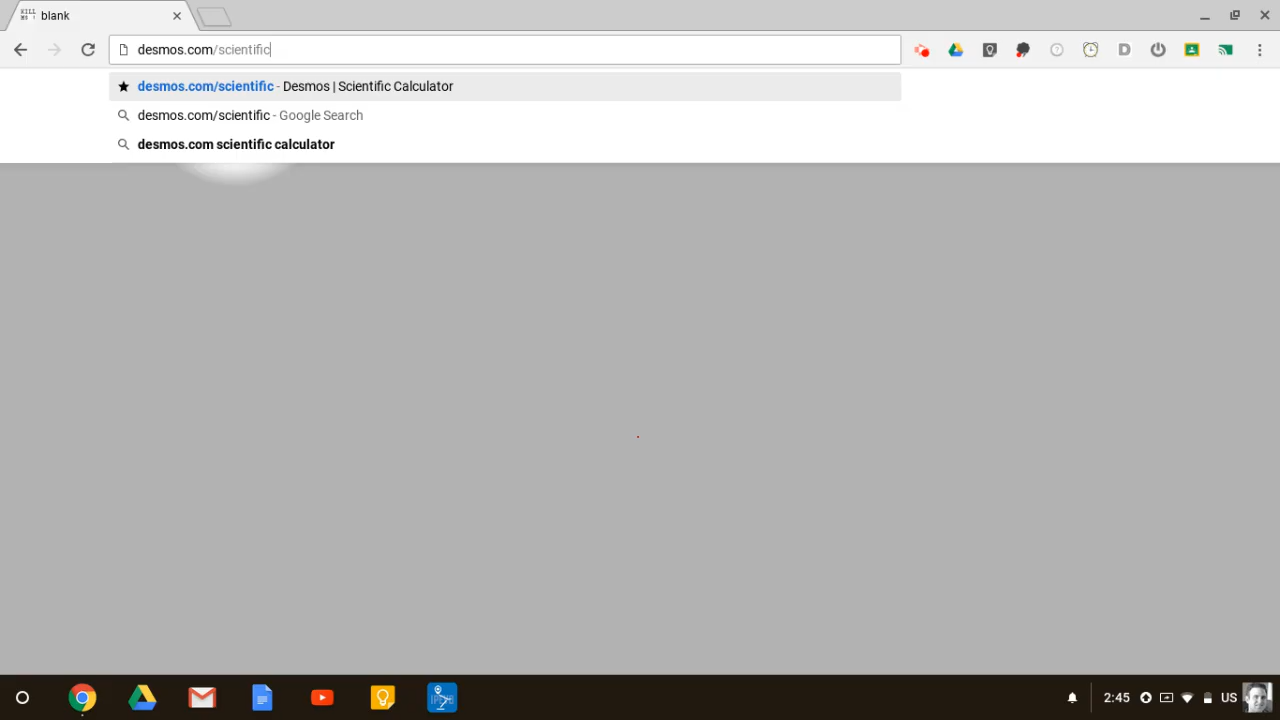 blank
desmos.com/scientific
desmos.com/scientific - Desmos | Scientific Calculator
desmos.com/scientific - Google Search
desmos.com scientific calculator
2:45 US